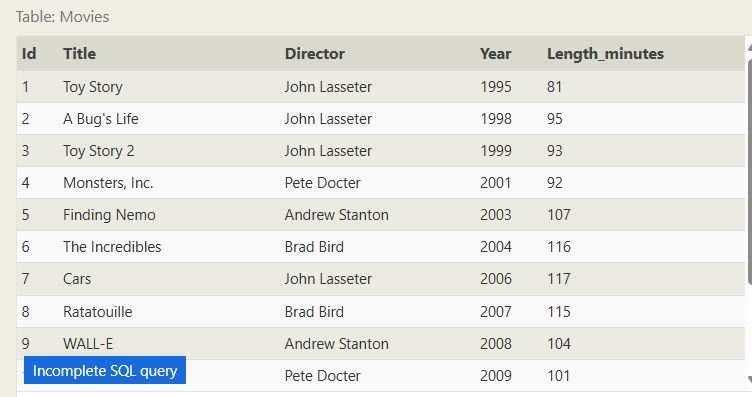 Table: Movies
Id Title Director Year Length_minutes
1 Toy Story John Lasseter 1995 81
2 A Bug's Life John Lasseter 1998 95
3 Toy Story 2 John Lasseter 1999 93
4 Monsters, Inc. Pete Docter 2001 92
5 Finding Nemo Andrew Stanton 2003 107
6 The Incredibles Brad Bird 2004 116
7 Cars John Lasseter 2006 117
8 Ratatouille Brad Bird 2007 115
9 WALL-E Andrew Stanton 2008 104
Incomplete SQL query
Pete Docter 2009 101